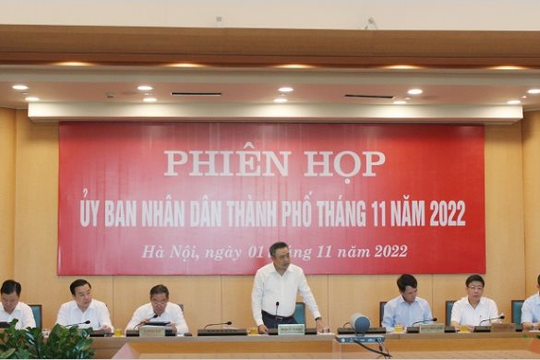 PHIÊN HỌP
ỦY BAN NHÂN DÂN THÀNH PHỐ THÁNG 11 NĂM 2022
Hà Nội, ngày 01 tháng 11 năm 2022